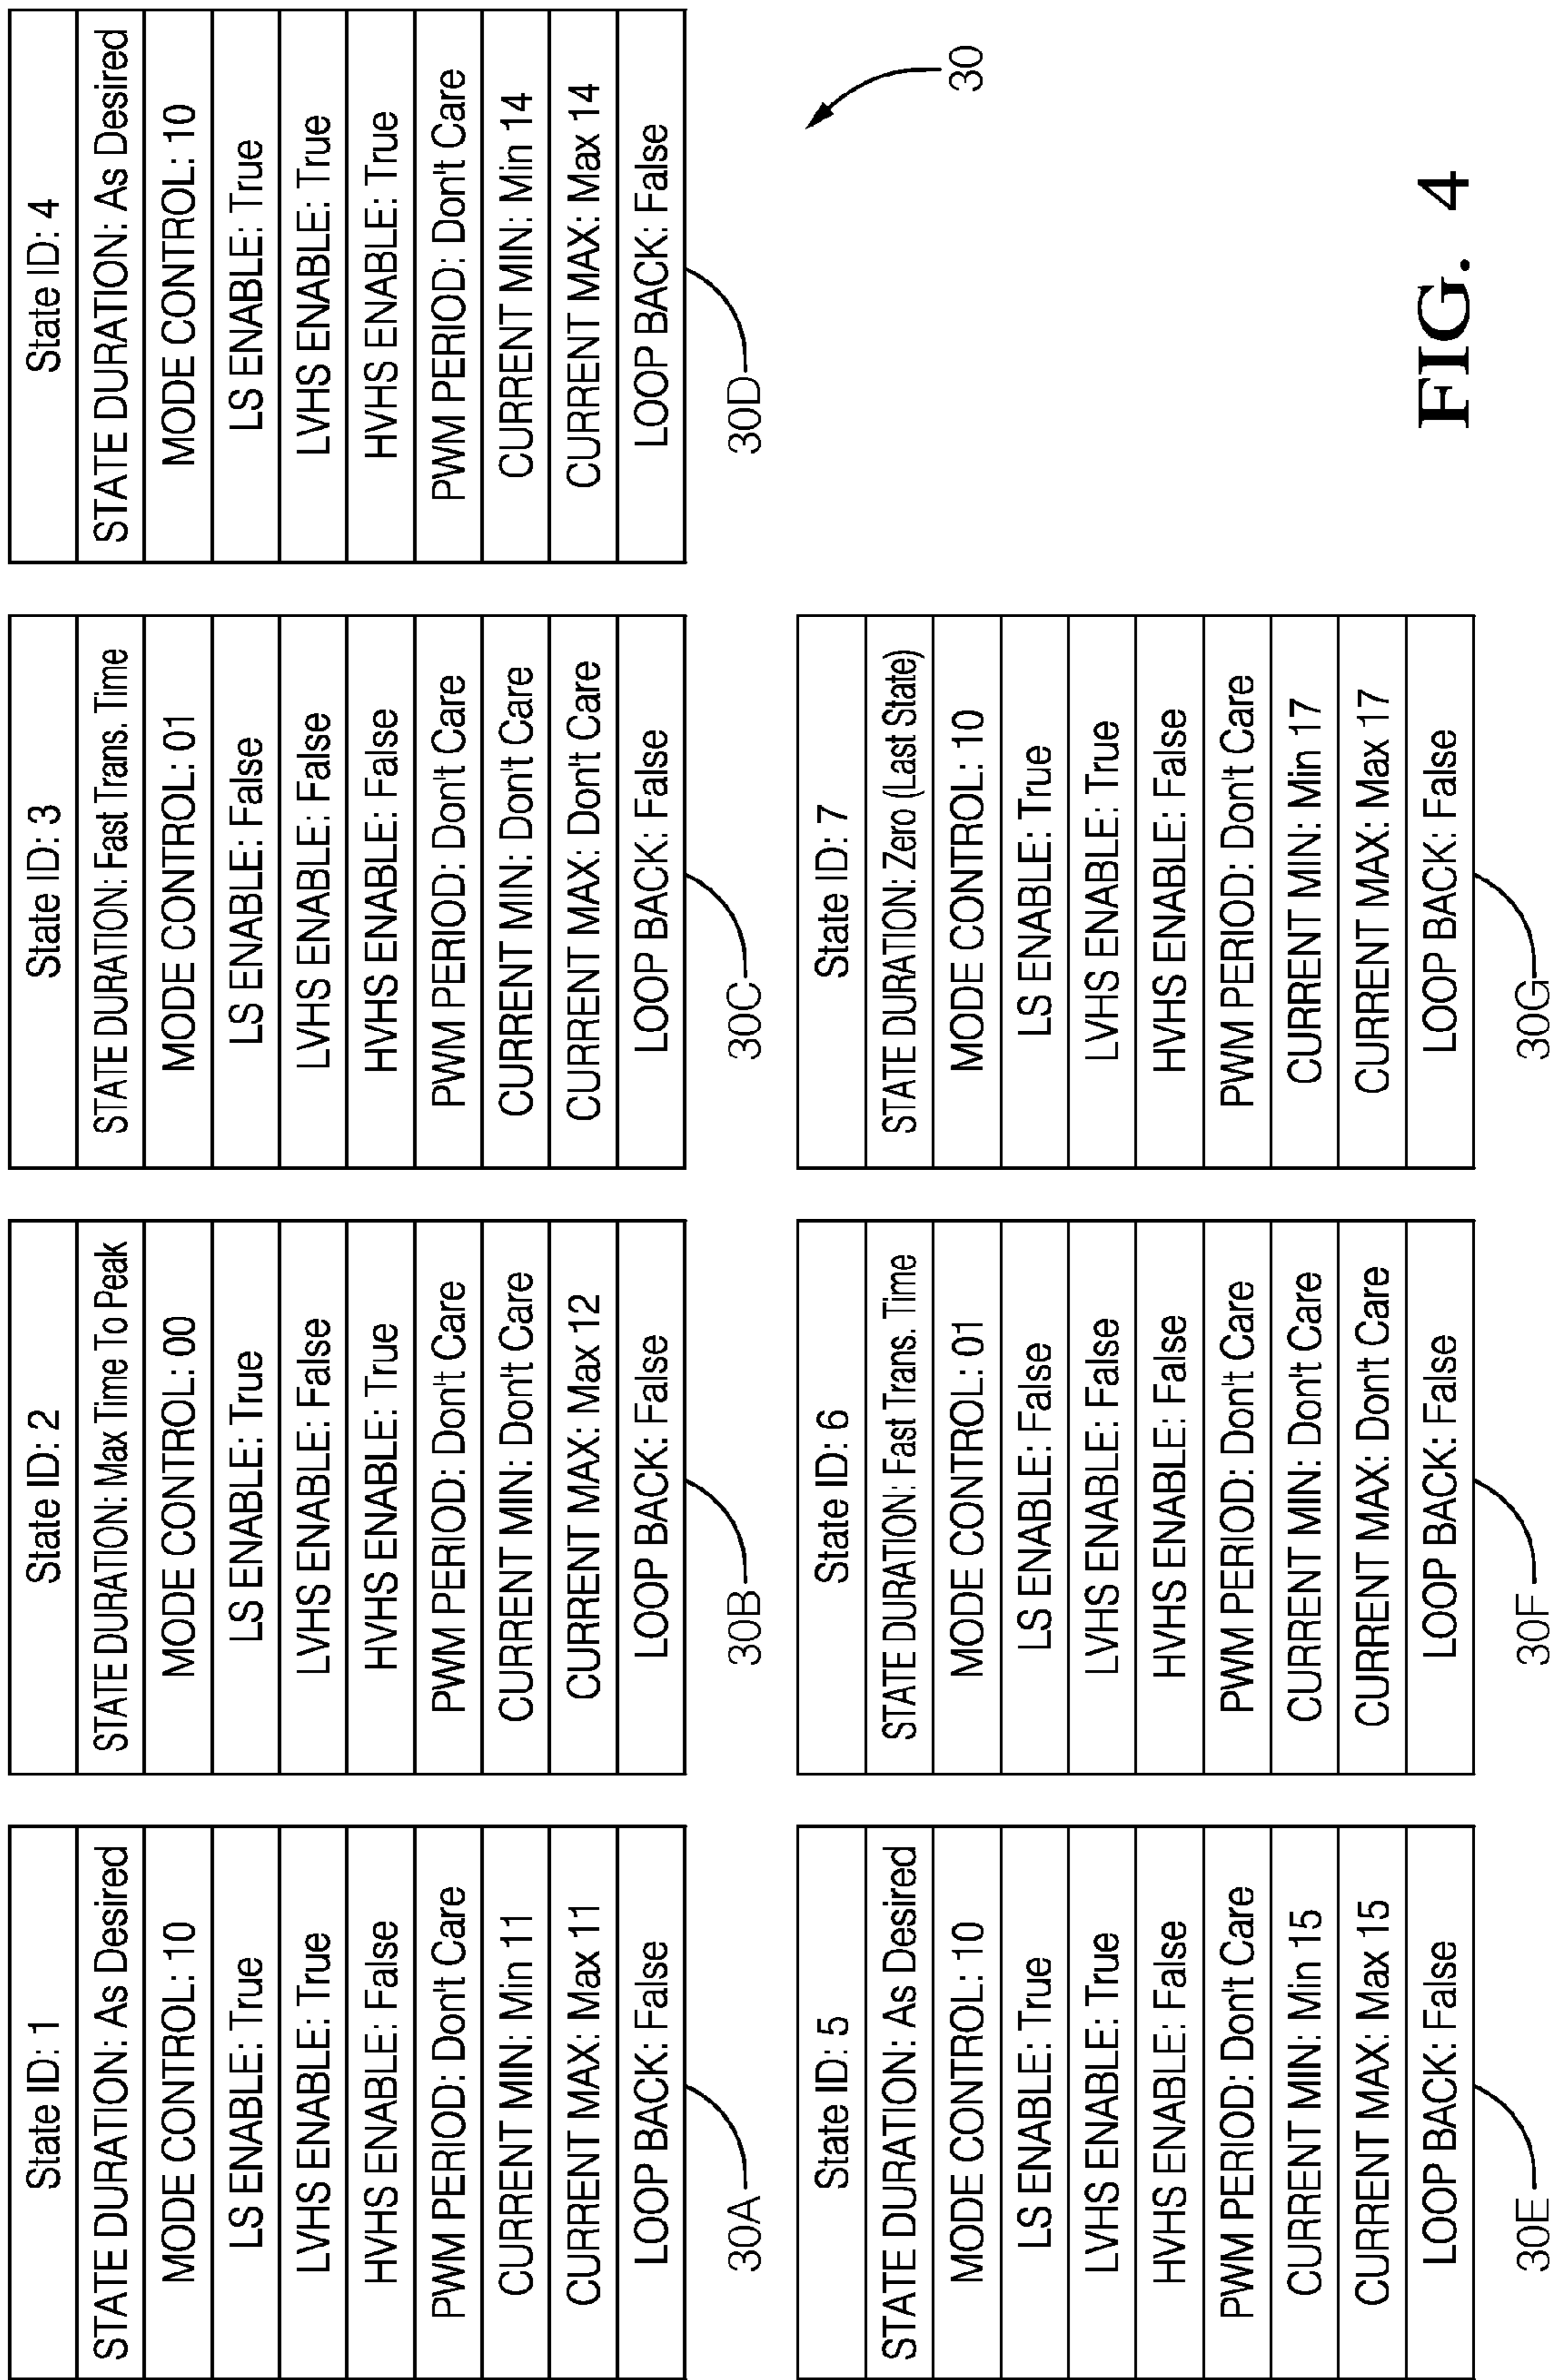 State ID: 1
STATE DURATION: As Desired
MODE CONTROL: 10
LS ENABLE: True
LVHS ENABLE: True
HVHS ENABLE: False
PWM PERIOD: Don't Care
CURRENT MIN: Min 11
CURRENT MAX: Max 11
LOOP BACK: False
30A
State ID: 2
STATE DURATION: Max Time To Peak
MODE CONTROL: 00
LS ENABLE: True
LVHS ENABLE: False
HVHS ENABLE: True
PWM PERIOD: Don't Care
CURRENT MIN: Don't Care
CURRENT MAX: Max 12
LOOP BACK: False
30B
State ID: 3
STATE DURATION: Fast Trans. Time
MODE CONTROL: 01
LS ENABLE: False
LVHS ENABLE: False
HVHS ENABLE: False
PWM PERIOD: Don't Care
CURRENT MIN: Don't Care
CURRENT MAX: Don't Care
LOOP BACK: False
30C
State ID: 4
STATE DURATION: As Desired
MODE CONTROL: 10
LS ENABLE: True
LVHS ENABLE: True
HVHS ENABLE: True
PWM PERIOD: Don't Care
CURRENT MIN: Min 14
CURRENT MAX: Max 14
LOOP BACK: False
30D
State ID: 5
STATE DURATION: As Desired
MODE CONTROL: 10
LS ENABLE: True
LVHS ENABLE: True
HVHS ENABLE: False
PWM PERIOD: Don't Care
CURRENT MIN: Min 15
CURRENT MAX: Max 15
LOOP BACK: False
30E
State ID: 6
STATE DURATION: Fast Trans. Time
MODE CONTROL: 01
LS ENABLE: False
LVHS ENABLE: False
HVHS ENABLE: False
PWM PERIOD: Don't Care
CURRENT MIN: Don't Care
CURRENT MAX: Don't Care
LOOP BACK: False
30F
State ID: 7
STATE DURATION: Zero (Last State)
MODE CONTROL: 10
LS ENABLE: True
LVHS ENABLE: True
HVHS ENABLE: False
PWM PERIOD: Don't Care
CURRENT MIN: Min 17
CURRENT MAX: Max 17
LOOP BACK: False
30G
30
FIG. 4